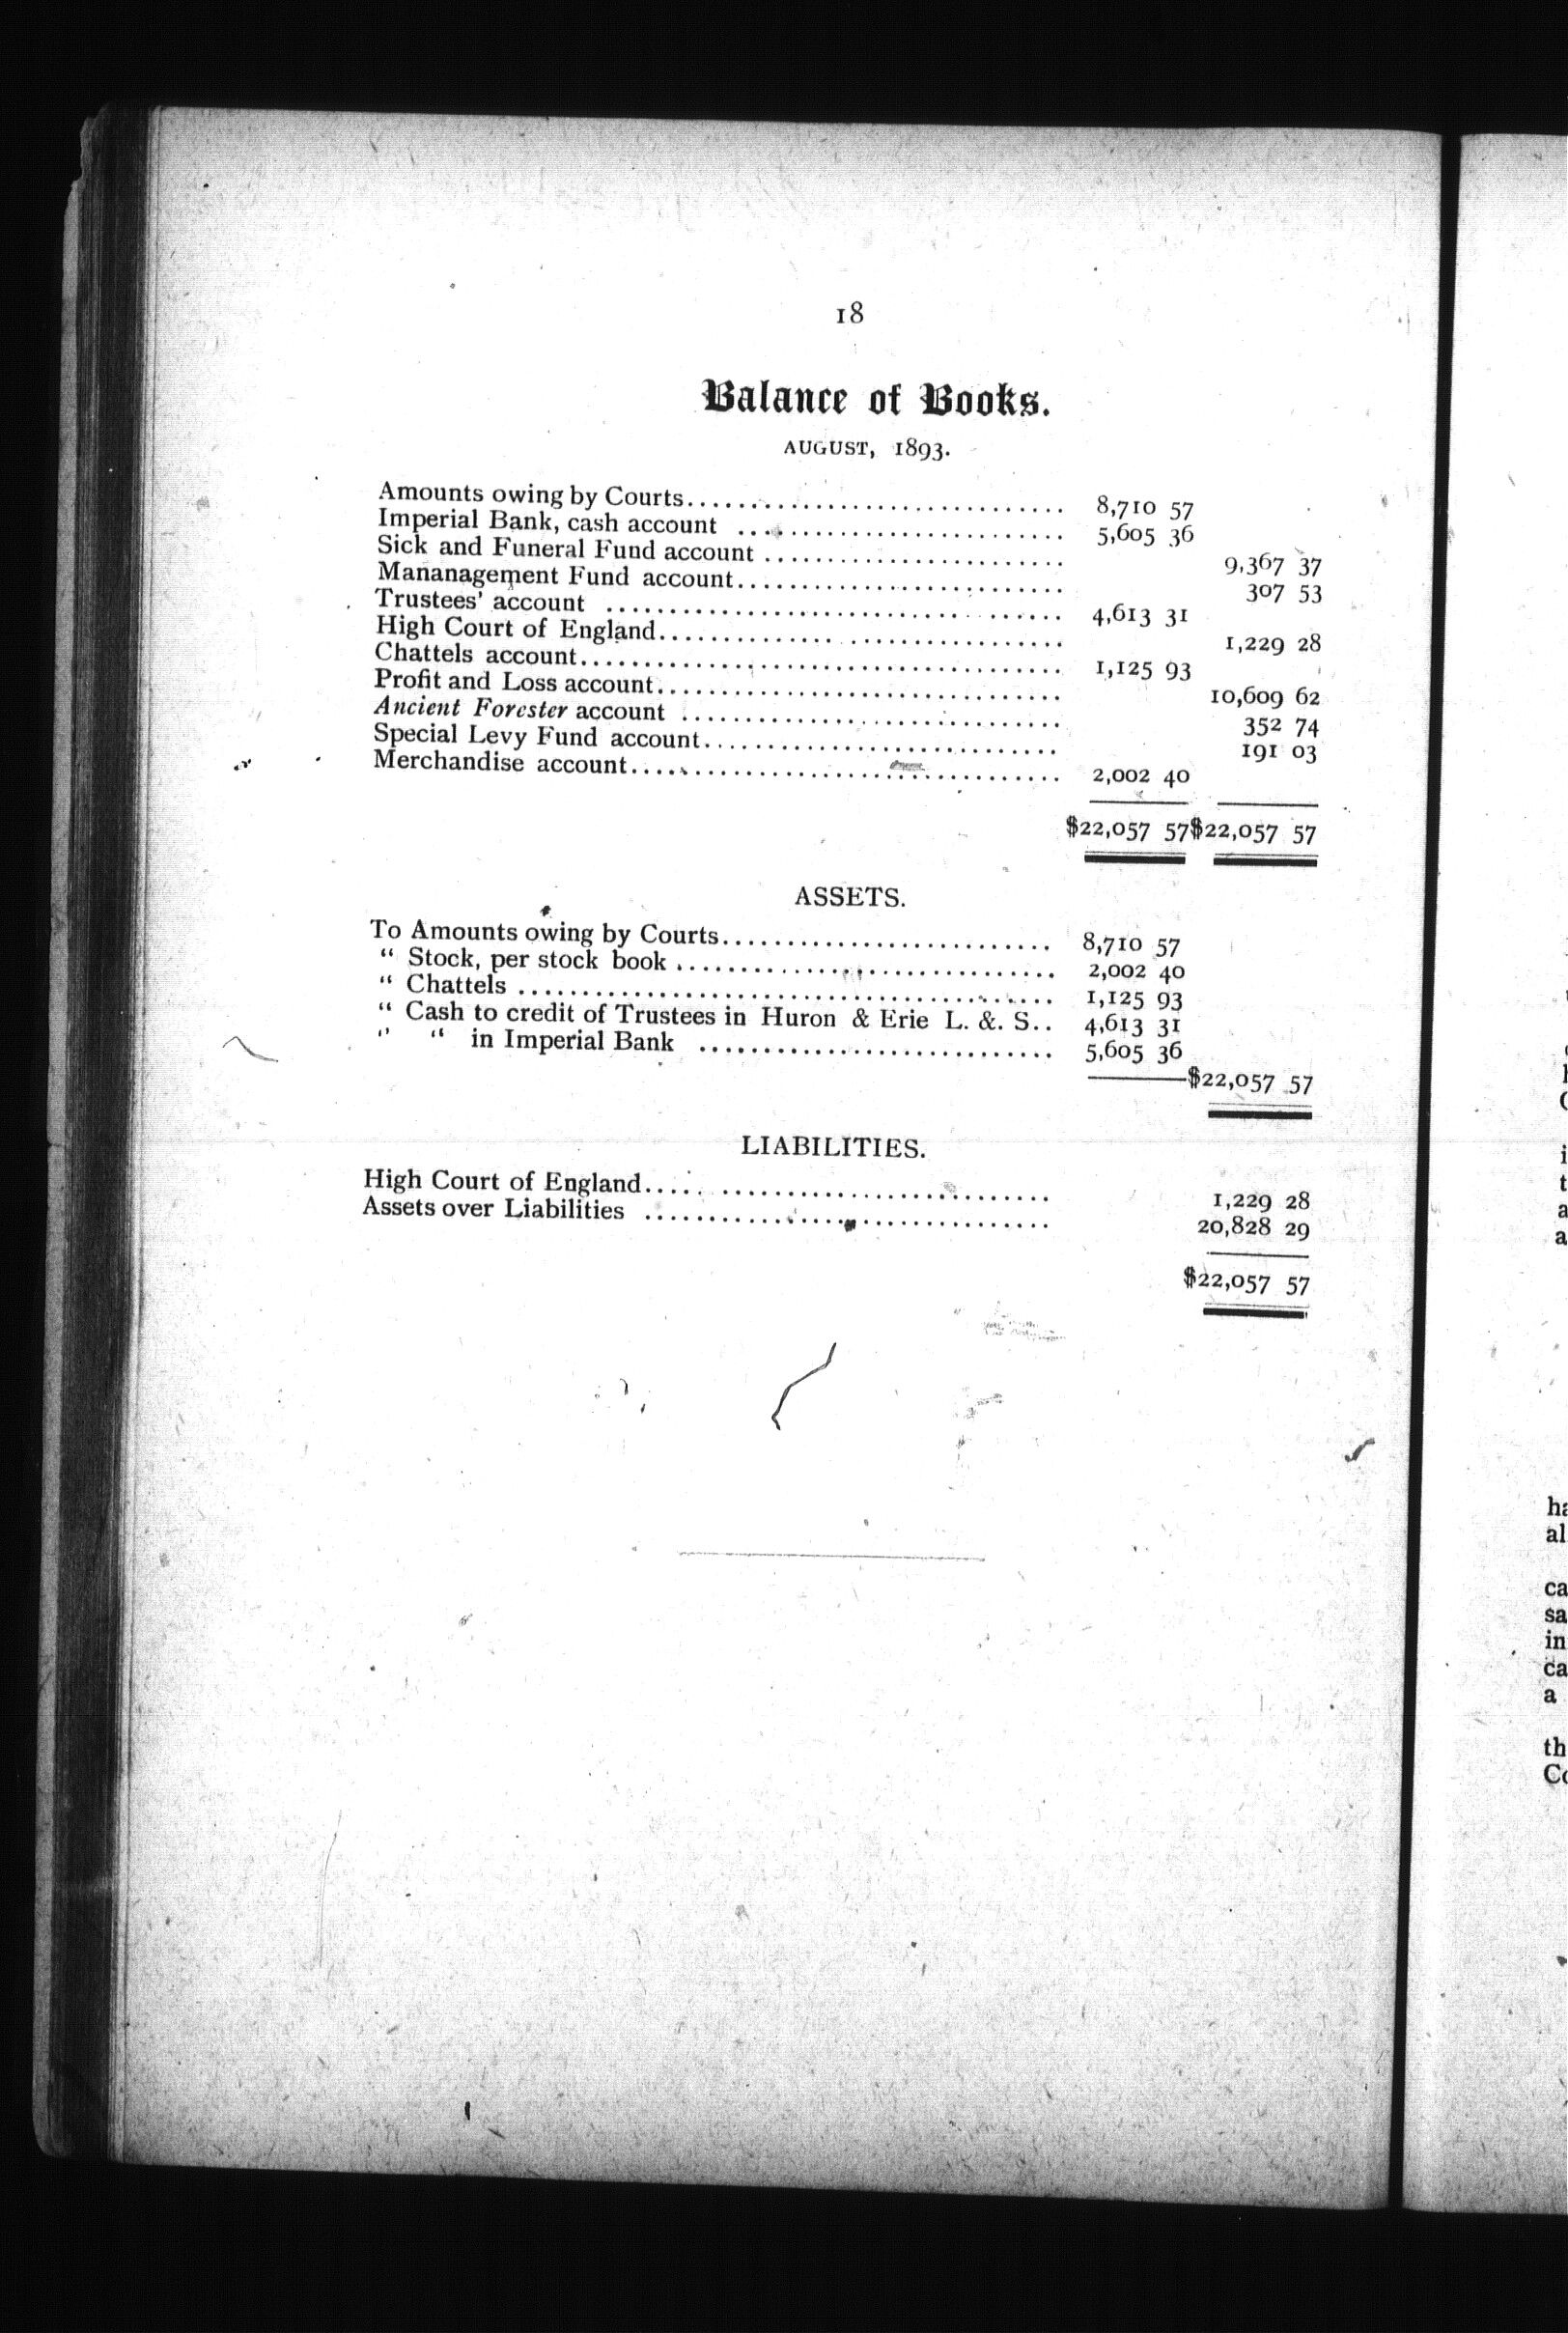 18
Balance of Books.
AUGUST, 1893.
Amounts owing by Courts.............................. 8,710 57
Imperial Bank, cash account .......................... 5,605 36
Sick and Funeral Fund account ........................ 9,367 37
Mananagement Fund account.......................... 307 53
Trustees' account .................................... 4,613 31
High Court of England................................ 1,229 28
Chattels account...................................... 1,125 93
Profit and Loss account................................ 10,609 62
Ancient Forester account .............................. 352 74
Special Levy Fund account............................ 191 03
Merchandise account.................................. 2,002 40
$22,057 57 $22,057 57
ASSETS.
To Amounts owing by Courts.......................... 8,710 57
“ Stock, per stock book .............................. 2,002 40
“ Chattels .......................................... 1,125 93
“ Cash to credit of Trustees in Huron & Erie L. &. S.. 4,613 31
“ “ in Imperial Bank ............................ 5,605 36
$22,057 57
LIABILITIES.
High Court of England................................ 1,229 28
Assets over Liabilities ................................ 20,828 29
$22,057 57
ha
al
ca
sa
in
ca
a
th